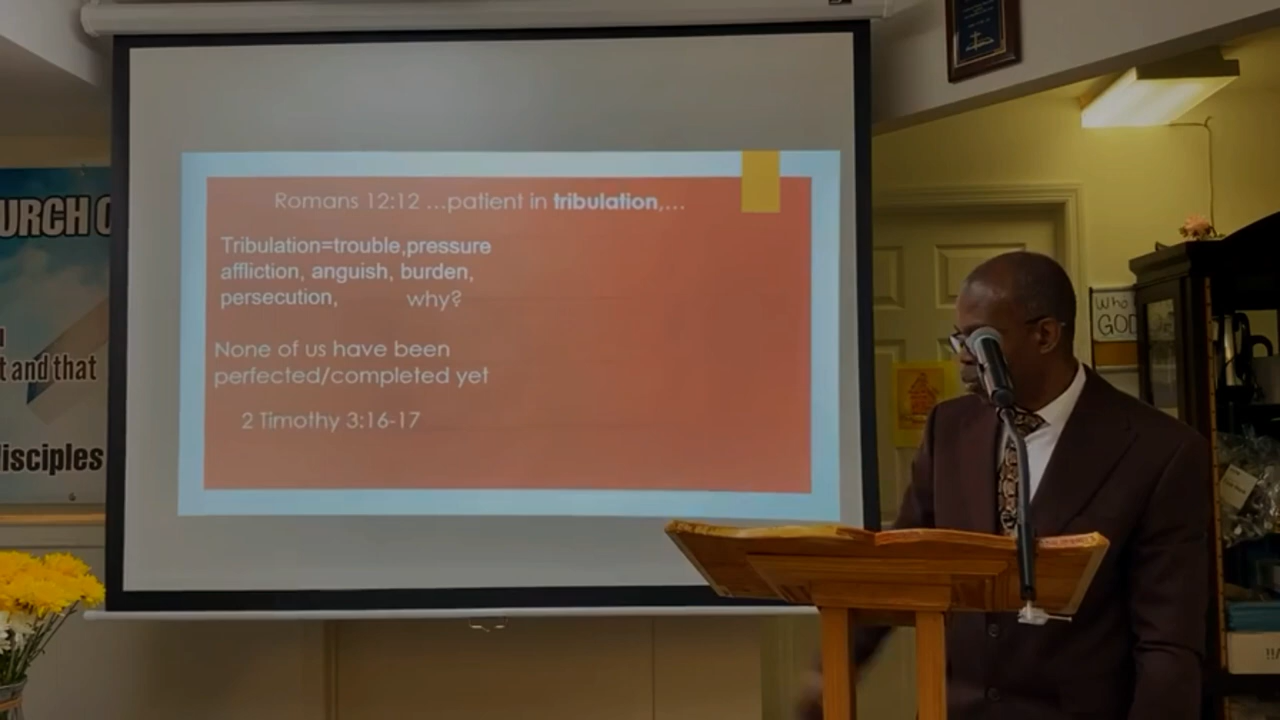 Romans 12:12 ...patient in tribulation,...
Tribulation=trouble,pressure
affliction, anguish, burden,
persecution, why?
None of us have been
perfected/completed yet
2 Timothy 3:16-17
URCH
t and that
isciples
Who
GOD